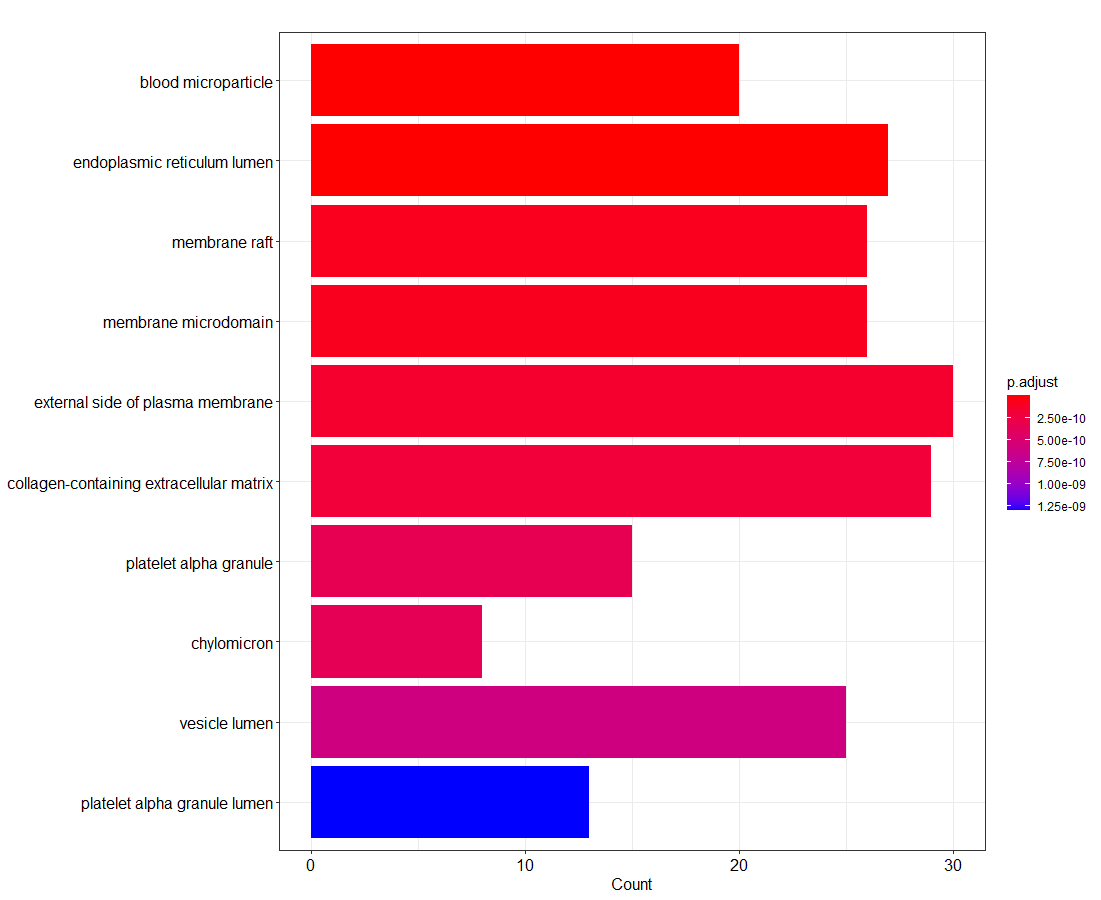 blood microparticle
endoplasmic reticulum lumen
membrane raft
membrane microdomain
external side of plasma membrane
collagen-containing extracellular matrix
platelet alpha granule
chylomicron
vesicle lumen
platelet alpha granule lumen
0
10
20
30
Count
p.adjust
2.50e-10
5.00e-10
7.50e-10
1.00e-09
1.25e-09